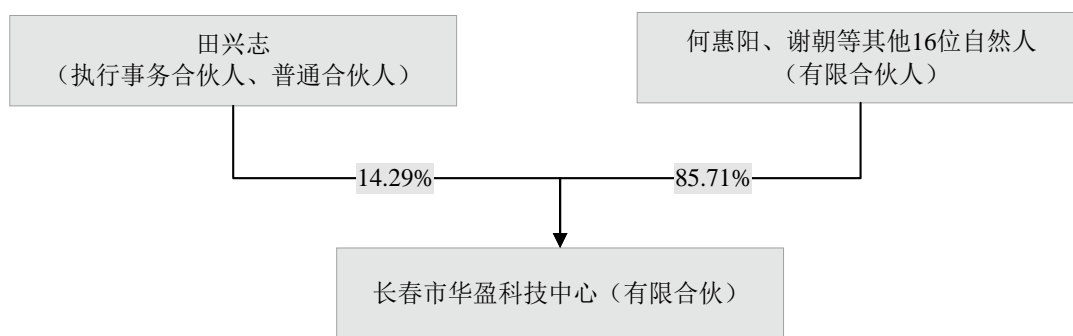 田兴志
（执行事务合伙人、普通合伙人）
何惠阳、谢朝等其他16位自然人
（有限合伙人）
14.29%
85.71%
长春市华盈科技中心（有限合伙）